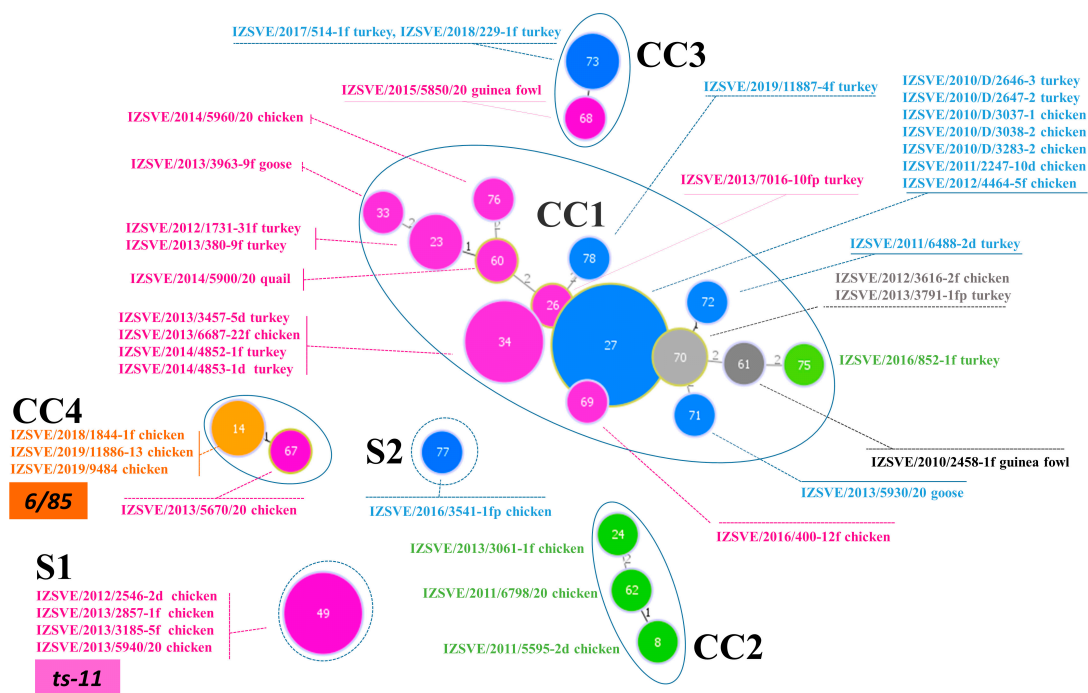 IZSVE/2017/514-1f turkey, IZSVE/2018/229-1f turkey
73
CC3
IZSVE/2015/5850/20 guinea fowl
68
IZSVE/2019/11887-4f turkey
IZSVE/2010/D/2646-3 turkey
IZSVE/2010/D/2647-2 turkey
IZSVE/2010/D/3037-1 chicken
IZSVE/2010/D/3038-2 chicken
IZSVE/2010/D/3283-2 chicken
IZSVE/2011/2247-10d chicken
IZSVE/2012/4464-5f chicken
IZSVE/2014/5960/20 chicken
IZSVE/2013/3963-9f goose
IZSVE/2013/7016-10fp turkey
33
2
76
2
CC1
IZSVE/2012/1731-31f turkey
IZSVE/2013/380-9f turkey
23
1
60
78
IZSVE/2011/6488-2d turkey
IZSVE/2014/5900/20 quail
2
26
IZSVE/2012/3616-2f chicken
IZSVE/2013/3791-1fp turkey
72
IZSVE/2013/3457-5d turkey
IZSVE/2013/6687-22f chicken
IZSVE/2014/4852-1f turkey
IZSVE/2014/4853-1d turkey
34
27
1
70
2
61
2
75
IZSVE/2016/852-1f turkey
69
71
CC4
IZSVE/2018/1844-1f chicken
IZSVE/2019/11886-13 chicken
IZSVE/2019/9484 chicken
14
1
67
6/85
IZSVE/2013/5670/20 chicken
S2
77
IZSVE/2016/3541-1fp chicken
IZSVE/2010/2458-1f guinea fowl
IZSVE/2013/5930/20 goose
IZSVE/2016/400-12f chicken
IZSVE/2013/3061-1f chicken
24
2
IZSVE/2011/6798/20 chicken
62
1
IZSVE/2011/5595-2d chicken
8
CC2
S1
IZSVE/2012/2546-2d chicken
IZSVE/2013/2857-1f chicken
IZSVE/2013/3185-5f chicken
IZSVE/2013/5940/20 chicken
49
ts-11